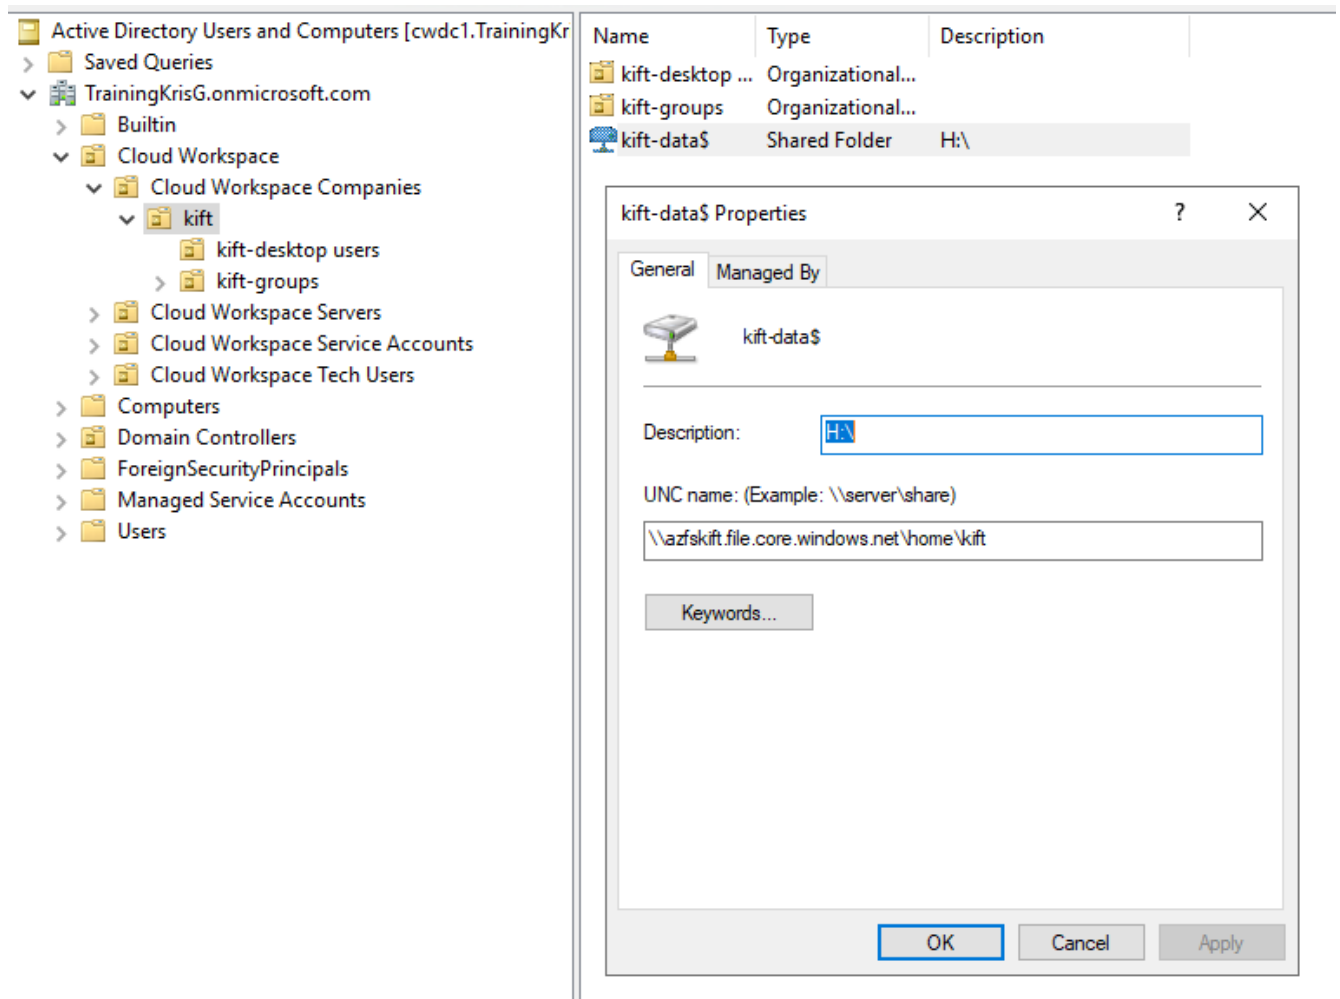 Active Directory Users and Computers [cwdc1.TrainingKr
Saved Queries
TrainingKrisG.onmicrosoft.com
Builtin
Cloud Workspace
Cloud Workspace Companies
kift
kift-desktop users
kift-groups
Cloud Workspace Servers
Cloud Workspace Service Accounts
Cloud Workspace Tech Users
Computers
Domain Controllers
ForeignSecurityPrincipals
Managed Service Accounts
Users
Name Type Description
kift-desktop ... Organizational...
kift-groups Organizational...
kift-data$ Shared Folder H:\
kift-data$ Properties ?
General Managed By
kift-data$
Description: H:\
UNC name: (Example: \\server\share)
\\azfskift.file.core.windows.net\home\kift
Keywords...
OK Cancel Apply